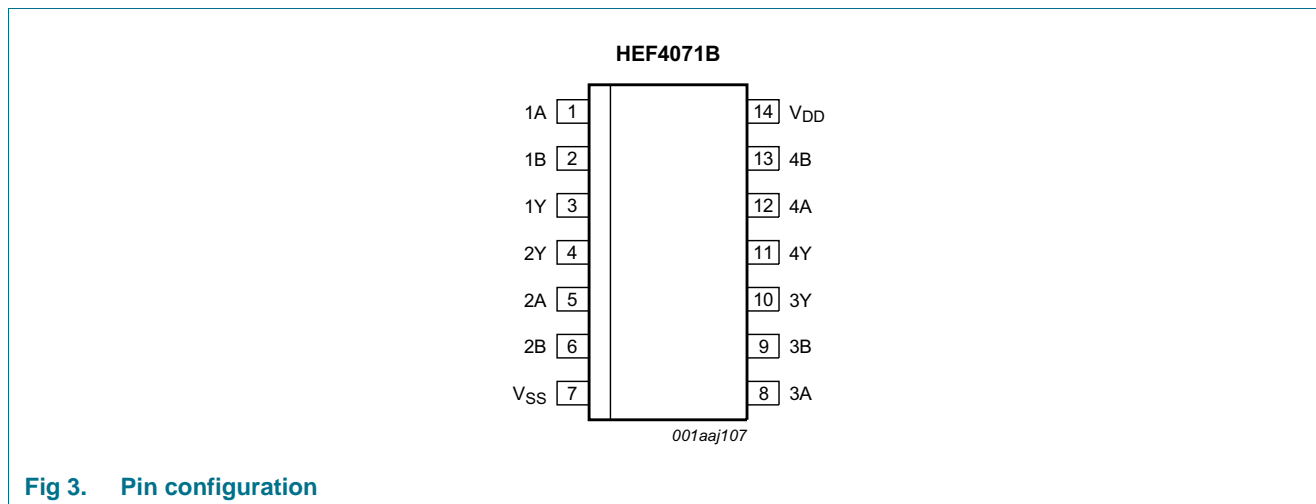 HEF4071B
1A 1 14 VDD
1B 2 13 4B
1Y 3 12 4A
2Y 4 11 4Y
2A 5 10 3Y
2B 6 9 3B
VSS 7 8 3A
001aaj107
Fig 3. Pin configuration